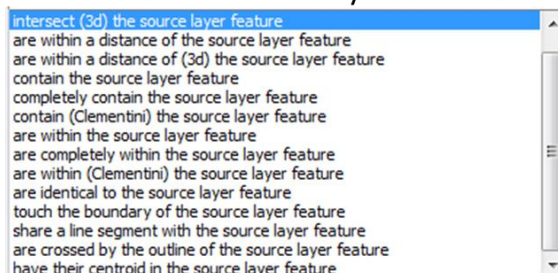 intersect (3d) the source layer feature
are within a distance of the source layer feature
are within a distance of (3d) the source layer feature
contain the source layer feature
completely contain the source layer feature
contain (Clementini) the source layer feature
are within the source layer feature
are completely within the source layer feature
are within (Clementini) the source layer feature
are identical to the source layer feature
touch the boundary of the source layer feature
share a line segment with the source layer feature
are crossed by the outline of the source layer feature
have their centroid in the source layer feature